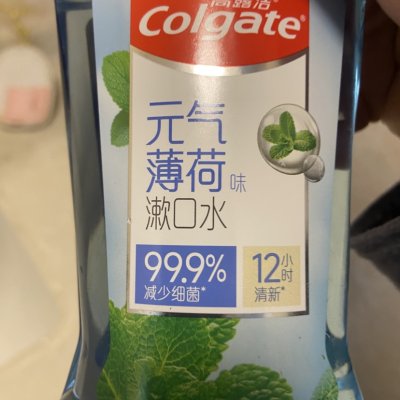 高露洁®
Colgate®
元气
薄荷味
漱口水
99.9%
减少细菌*
12小时
清新*